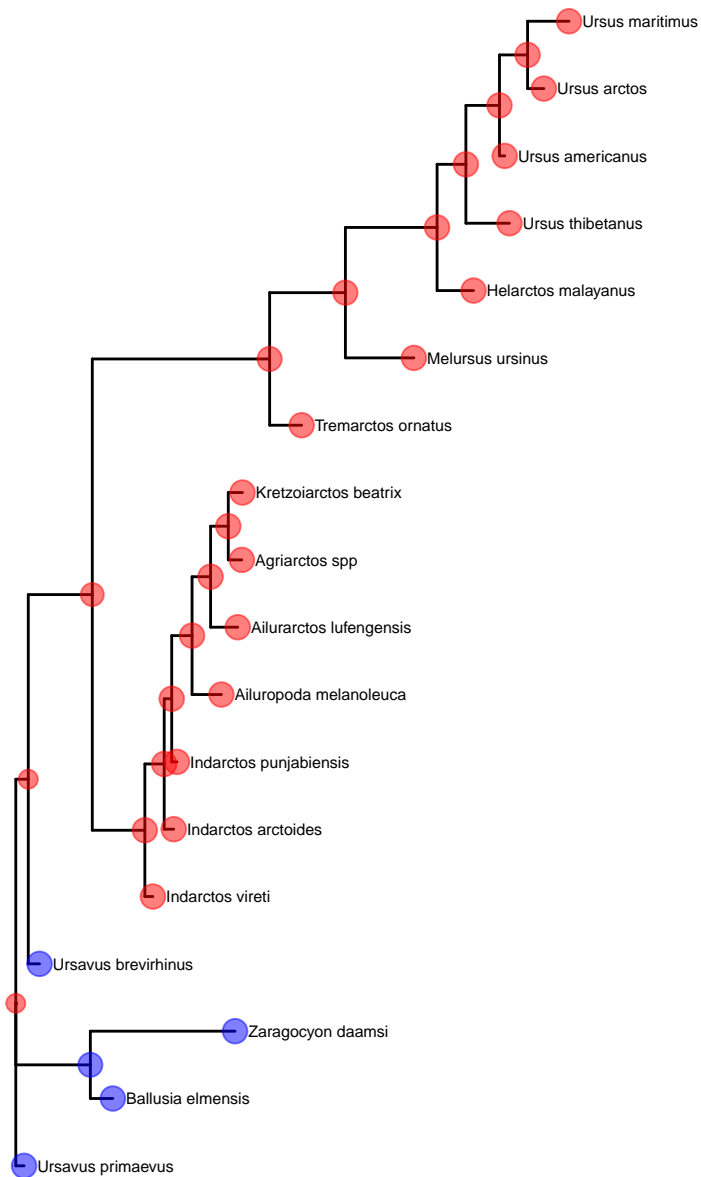 Ursus maritimus
Ursus arctos
Ursus americanus
Ursus thibetanus
Helarctos malayanus
Melursus ursinus
Tremarctos ornatus
Kretzoiarctos beatrix
Agriarctos spp
Ailurarctos lufengensis
Ailuropoda melanoleuca
Indarctos punjabiensis
Indarctos arctoides
Indarctos vireti
Ursavus brevirhinus
Zaragocyon daamsi
Ballusia elmensis
Ursavus primaevus